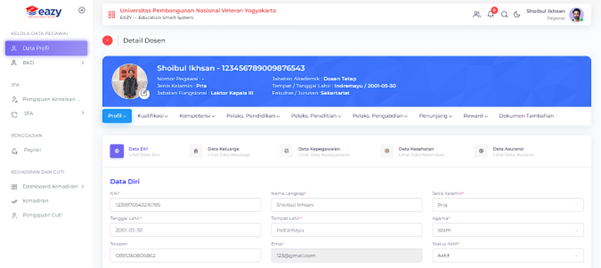 eazy
Universitas Pembangunan Nasional Veteran Yogyakarta
EAZY — Education Smart System
Shoibul Ikhsan
Pegawai
KELOLA DATA PEGAWAI
Data Profil
BKD
JFA
Pengajuan Kenaikan...
JFA
PENGGAJIAN
Payroll
KEHADIRAN DAN CUTI
Dashboard Kehadiran
Kehadiran
Pengajuan Cuti
Detail Dosen
Shoibul Ikhsan - 123456789009876543
Nomor Pegawai : -
Jabatan Akademik : Dosen Tetap
Jenis Kelamin : Pria
Tempat / Tanggal Lahir : Indramayu / 2001-05-30
Jabatan Fungsional : Lektor Kepala III
Fakultas / Jurusan : Sekertariat
Profil
Kualifikasi
Kompetensi
Pelaks. Pendidikan
Pelaks. Penelitian
Pelaks. Pengabdian
Penunjang
Reward
Dokumen Tambahan
Data Diri
Lihat Data Diri
Data Keluarga
Lihat Data Keluarga
Data Kepegawaian
Lihat Data Kepegawaian
Data Kesehatan
Lihat Data Kesehatan
Data Asuransi
Lihat Data Asuransi
Data Diri
NIK*
Nama Lengkap*
Jenis Kelamin*
Shoibul Ikhsan
Pria
Tanggal Lahir*
Tempat Lahir*
Agama*
2001-05-30
Indramayu
Islam
Telepon
Email
Status Aktif*
123@gmail.com
Aktif